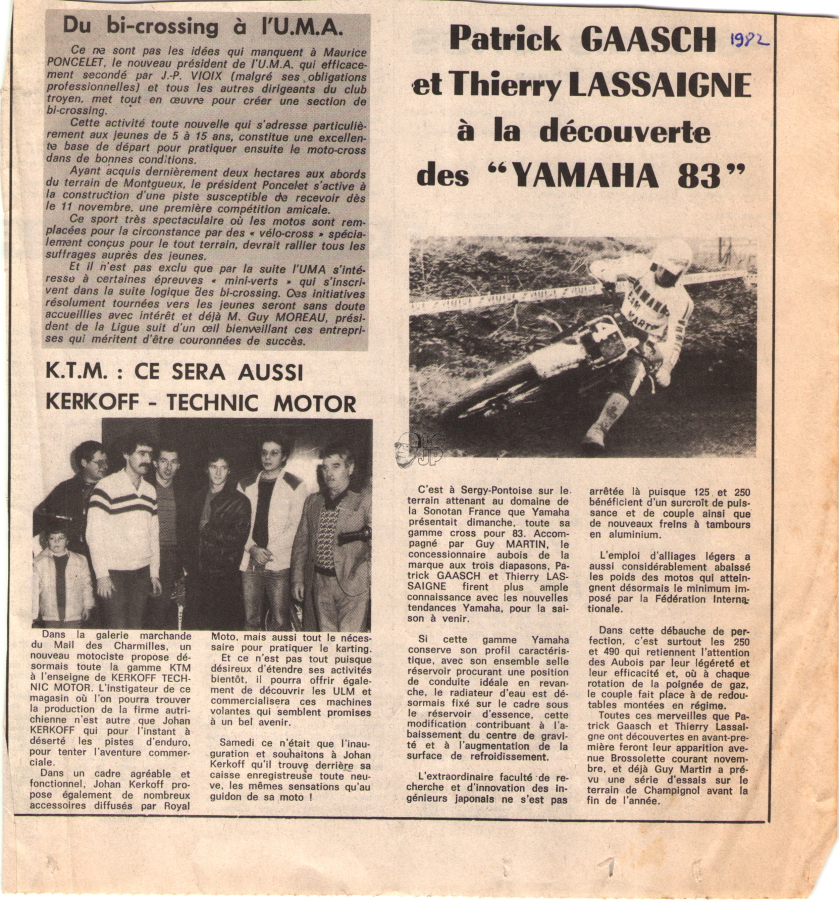 Du bi-crossing à l'U.M.A.
Ce ne sont pas les idées qui manquent à Maurice
PONCELET, le nouveau président de l'U.M.A. qui efficace-
ment secondé par J.-P. VIOIX (malgré ses obligations
professionnelles) et tous les autres dirigeants du club
troyen, met tout en œuvre pour créer une section de
bi-crossing.
Cette activité toute nouvelle qui s'adresse particuliè-
rement aux jeunes de 5 à 15 ans, constitue une excellen-
te base de départ pour pratiquer ensuite le moto-cross
dans de bonnes conditions.
Ayant acquis dernièrement deux hectares aux abords
du terrain de Montgueux, le président Poncelet s'active à
la construction d'une piste susceptible de recevoir dès
le 11 novembre, une première compétition amicale.
Ce sport très spectaculaire où les motos sont rem-
placées pour la circonstance par des « vélo-cross » spécia-
lement conçus pour le tout terrain, devrait rallier tous les
suffrages auprès des jeunes.
Et il n'est pas exclu que par la suite l'UMA s'inté-
resse à certaines épreuves « mini-verts » qui s'inscri-
vent dans la suite logique des bi-crossing. Ces initiatives
résolument tournées vers les jeunes seront sans doute
accueillies avec intérêt et déjà M. Guy MOREAU, prési-
dent de la Ligue suit d'un œil bienveillant ces entrepri-
ses qui méritent d'être couronnées de succès.
K.T.M. : CE SERA AUSSI
KERKOFF - TECHNIC MOTOR
Dans la galerie marchande
du Mail des Charmilles, un
nouveau motociste propose dé-
sormais toute la gamme KTM
à l'enseigne de KERKOFF TECH-
NIC MOTOR. L'instigateur de ce
magasin où l'on pourra trouver
la production de la firme autri-
chienne n'est autre que Johan
KERKOFF qui pour l'instant à
déserté les pistes d'enduro,
pour tenter l'aventure commer-
ciale.
Dans un cadre agréable et
fonctionnel, Johan Kerkoff pro-
pose également de nombreux
accessoires diffusés par Royal
Moto, mais aussi tout le néces-
saire pour pratiquer le karting.
Et ce n'est pas tout puisque
désireux d'étendre ses activités
bientôt, il pourra offrir égale-
ment de découvrir les ULM et
commercialisera ces machines
volantes qui semblent promises
à un bel avenir.
Samedi ce n'était que l'inau-
guration et souhaitons à Johan
Kerkoff qu'il trouve derrière sa
caisse enregistreuse toute neu-
ve, les mêmes sensations qu'au
guidon de sa moto !
Patrick GAASCH 1982
et Thierry LASSAIGNE
à la découverte
des "YAMAHA 83"
YAMAHA
4
JP
C'est à Sergy-Pontoise sur le
terrain attenant au domaine de
la Sonotan France que Yamaha
présentait dimanche, toute sa
gamme cross pour 83. Accom-
pagné par Guy MARTIN, le
concessionnaire aubois de la
marque aux trois diapasons, Pa-
trick GAASCH et Thierry LAS-
SAIGNE firent plus ample
connaissance avec les nouvelles
tendances Yamaha, pour la sai-
son à venir.
Si cette gamme Yamaha
conserve son profil caractéris-
tique, avec son ensemble selle
réservoir procurant une position
de conduite idéale en revan-
che, le radiateur d'eau est dé-
sormais fixé sur le cadre sous
le réservoir d'essence, cette
modification contribuant à l'a-
baissement du centre de gravi-
té et à l'augmentation de la
surface de refroidissement.
L'extraordinaire faculté de re-
cherche et d'innovation des in-
génieurs japonais ne s'est pas
arrêtée là puisque 125 et 250
bénéficient d'un surcroît de puis-
sance et de couple ainsi que
de nouveaux freins à tambours
en aluminium.
L'emploi d'alliages légers a
aussi considérablement abaissé
les poids des motos qui attei-
gnent désormais le minimum im-
posé par la Fédération Interna-
tionale.
Dans cette débauche de per-
fection, c'est surtout les 250
et 490 qui retiennent l'attention
des Aubois par leur légéreté et
leur efficacité et, où à chaque
rotation de la poignée de gaz,
le couple fait place à de redou-
tables montées en régime.
Toutes ces merveilles que Pa-
trick Gaasch et Thierry Lassai-
gne ont découvertes en avant-pre-
mière feront leur apparition ave-
nue Brossolette courant novem-
bre, et déjà Guy Martin a pré-
vu une série d'essais sur le
terrain de Champignol avant la
fin de l'année.